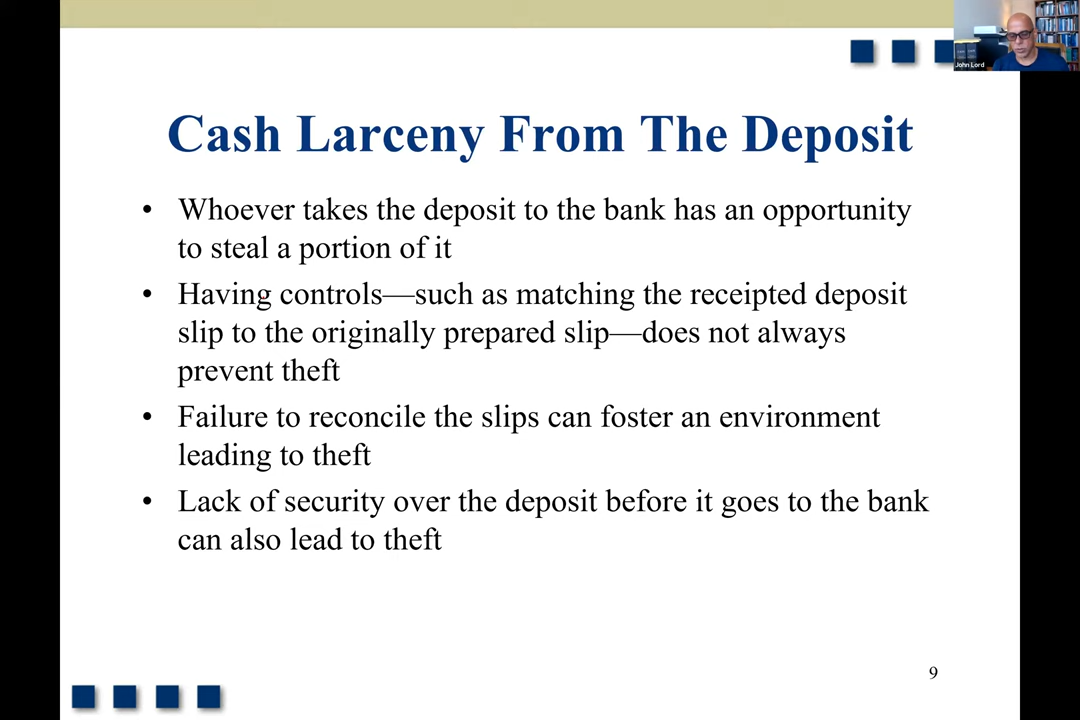 John Lord
Cash Larceny From The Deposit
• Whoever takes the deposit to the bank has an opportunity
to steal a portion of it
• Having controls—such as matching the receipted deposit
slip to the originally prepared slip—does not always
prevent theft
• Failure to reconcile the slips can foster an environment
leading to theft
• Lack of security over the deposit before it goes to the bank
can also lead to theft
9